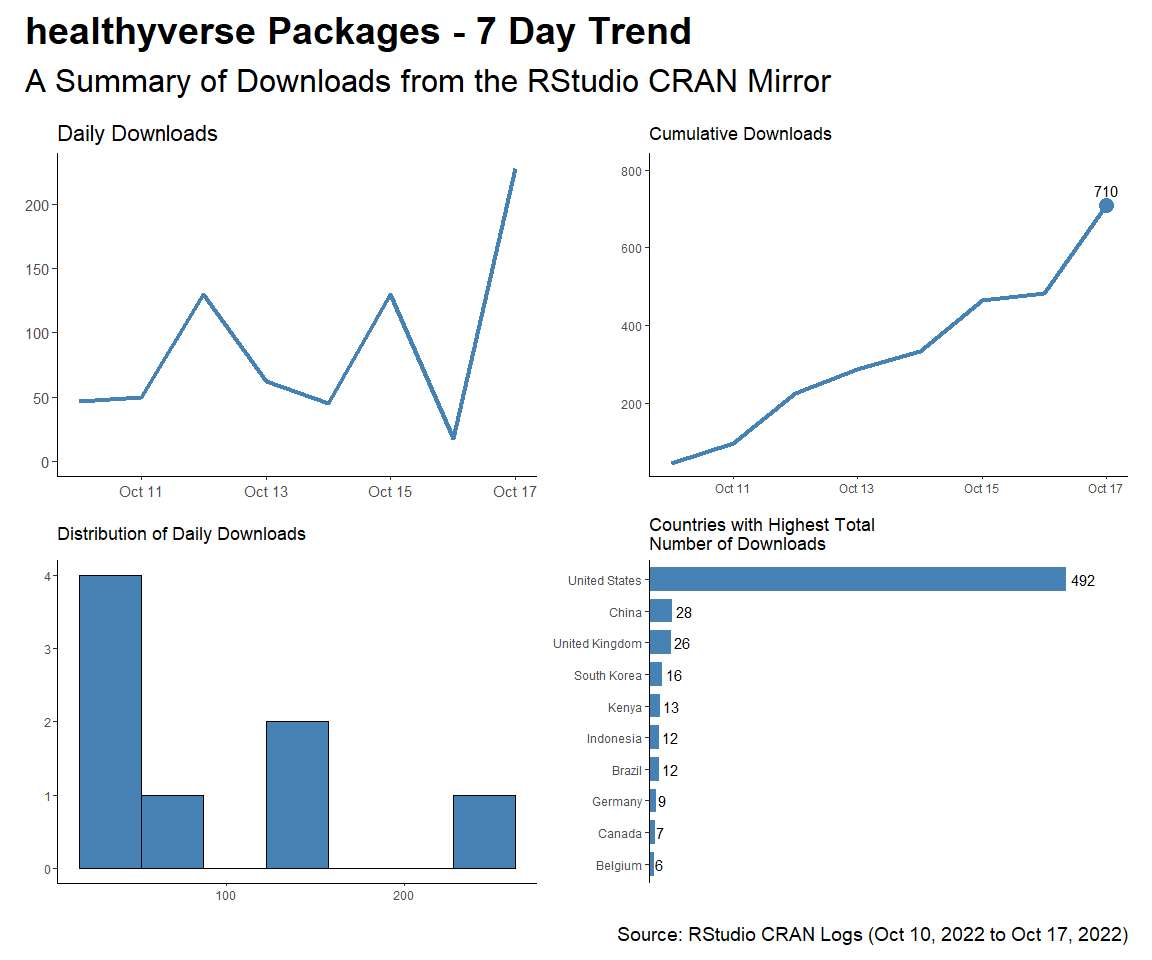 healthyverse Packages - 7 Day Trend
A Summary of Downloads from the RStudio CRAN Mirror
Daily Downloads
200
150
100
50
0
Oct 11
Oct 13
Oct 15
Oct 17
Cumulative Downloads
800
600
400
200
710
Oct 11
Oct 13
Oct 15
Oct 17
Distribution of Daily Downloads
4
3
2
1
0
100
200
Countries with Highest Total
Number of Downloads
United States 492
China 28
United Kingdom 26
South Korea 16
Kenya 13
Indonesia 12
Brazil 12
Germany 9
Canada 7
Belgium 6
Source: RStudio CRAN Logs (Oct 10, 2022 to Oct 17, 2022)